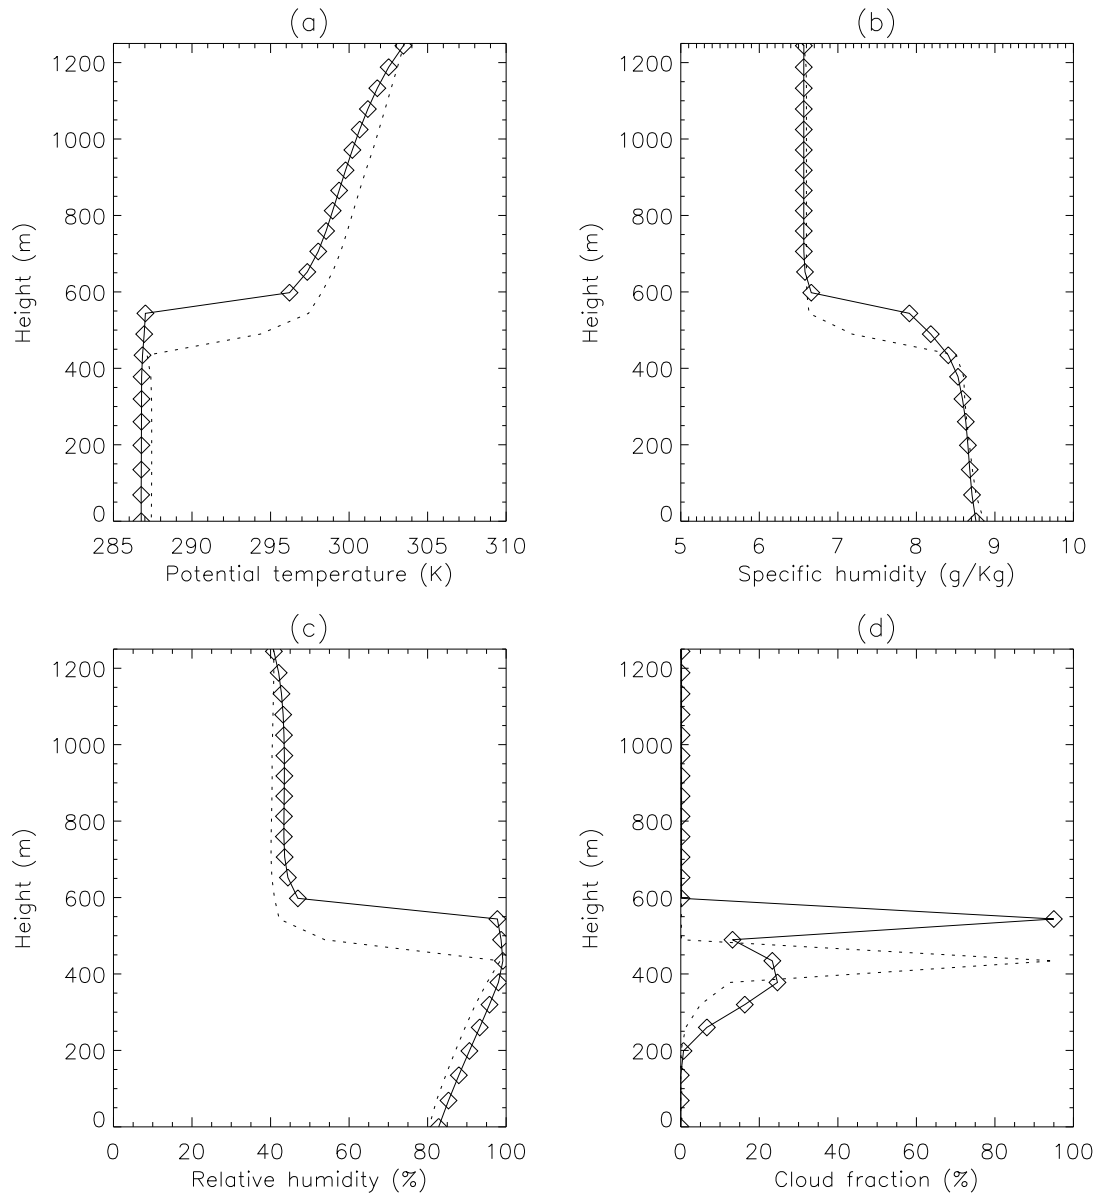 (a)
1200
1000
800
600
400
200
0
Height (m)
285 290 295 300 305 310
Potential temperature (K)
(b)
1200
1000
800
600
400
200
0
Height (m)
5 6 7 8 9 10
Specific humidity (g/Kg)
(c)
1200
1000
800
600
400
200
0
Height (m)
0 20 40 60 80 100
Relative humidity (%)
(d)
1200
1000
800
600
400
200
0
Height (m)
0 20 40 60 80 100
Cloud fraction (%)